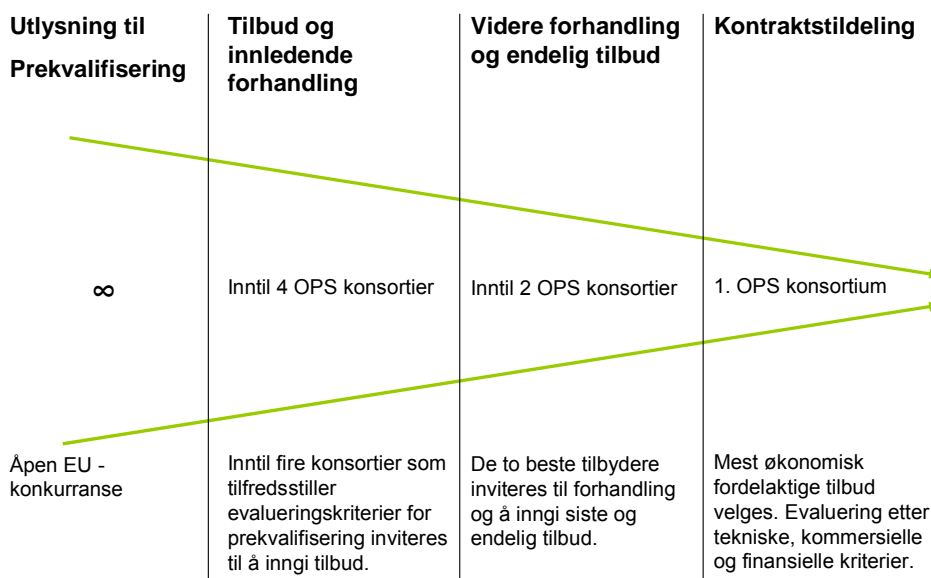 Utlysning til
Prekvalifisering
Tilbud og
innledende
forhandling
Videre forhandling
og endelig tilbud
Kontraktstildeling
∞
Inntil 4 OPS konsortier
Inntil 2 OPS konsortier
1. OPS konsortium
Åpen EU -
konkurranse
Inntil fire konsortier som
tilfredsstiller
evalueringskriterier for
prekvalifisering inviteres
til å inngi tilbud.
De to beste tilbydere
inviteres til forhandling
og å inngi siste og
endelig tilbud.
Mest økonomisk
fordelaktige tilbud
velges. Evaluering etter
tekniske, kommersielle
og finansielle kriterier.